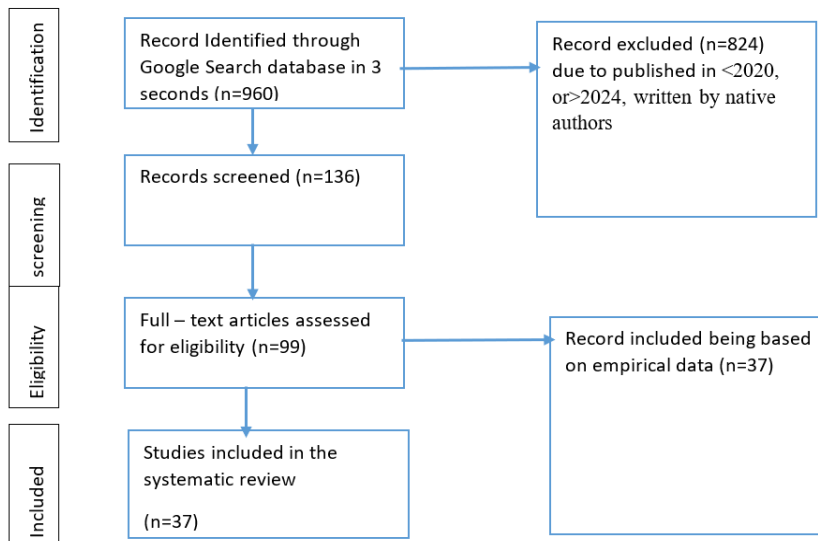 Identification
Record Identified through
Google Search database in 3
seconds (n=960)
Record excluded (n=824)
due to published in <2020,
or>2024, written by native
authors
screening
Records screened (n=136)
Eligibility
Full – text articles assessed
for eligibility (n=99)
Record included being based
on empirical data (n=37)
Included
Studies included in the
systematic review
(n=37)